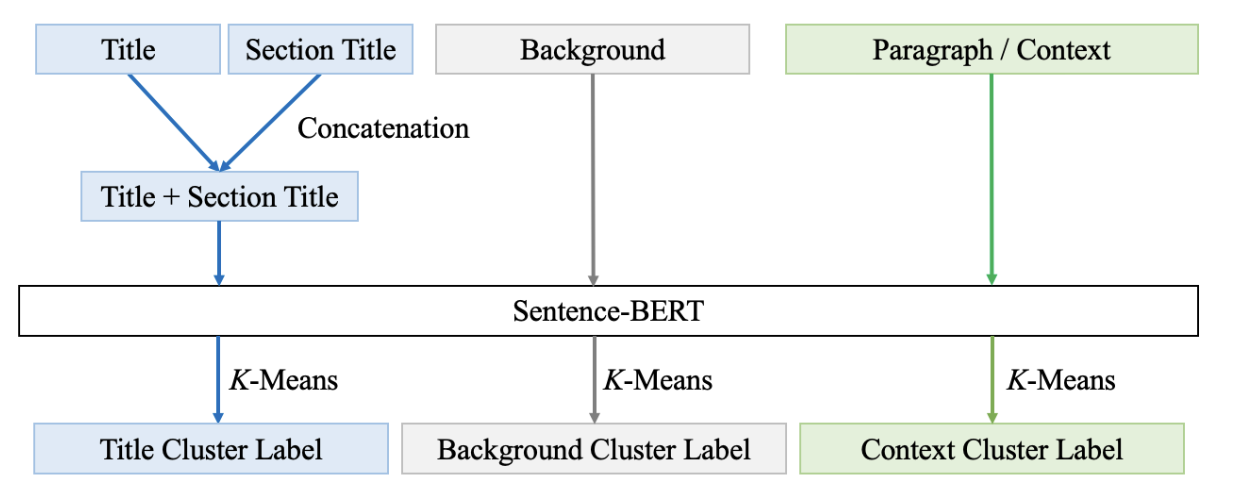 Title
Section Title
Background
Paragraph / Context
Concatenation
Title + Section Title
Sentence-BERT
K-Means
K-Means
K-Means
Title Cluster Label
Background Cluster Label
Context Cluster Label